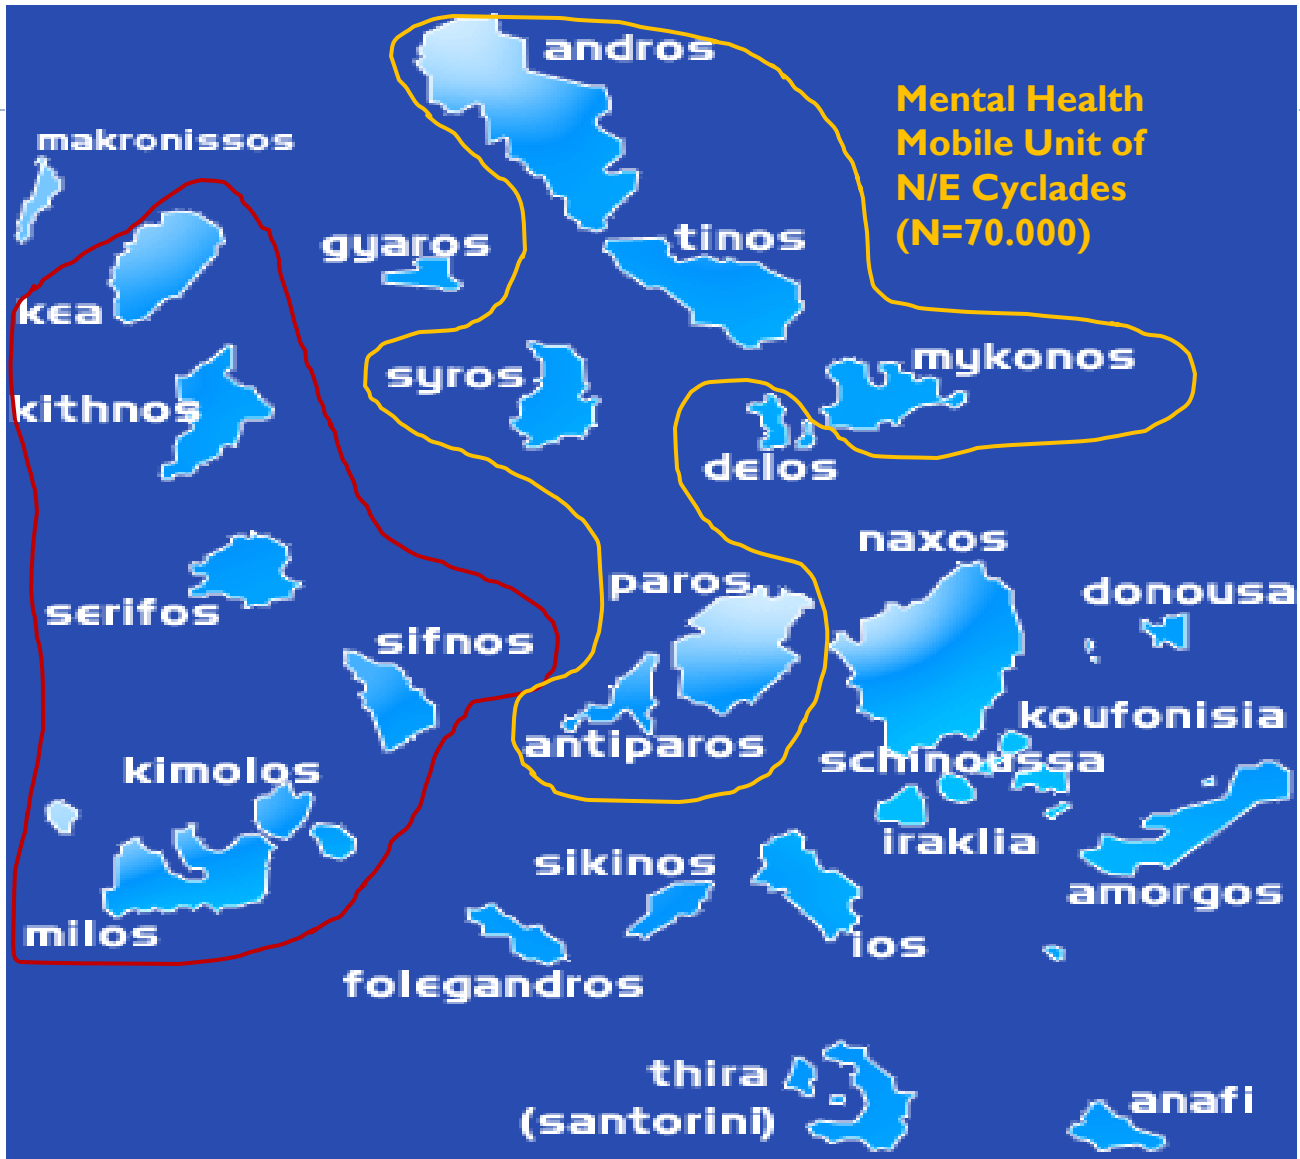 andros
Mental Health
Mobile Unit of
N/E Cyclades
(N=70.000)
makronissos
gyaros
tinos
kea
syros
mykonos
kithnos
delos
naxos
paros
donousa
serifos
sifnos
koufonisia
antiparos
schinoussa
kimolos
iraklia
sikinos
amorgos
milos
ios
folegandros
thira
(santorini)
anafi